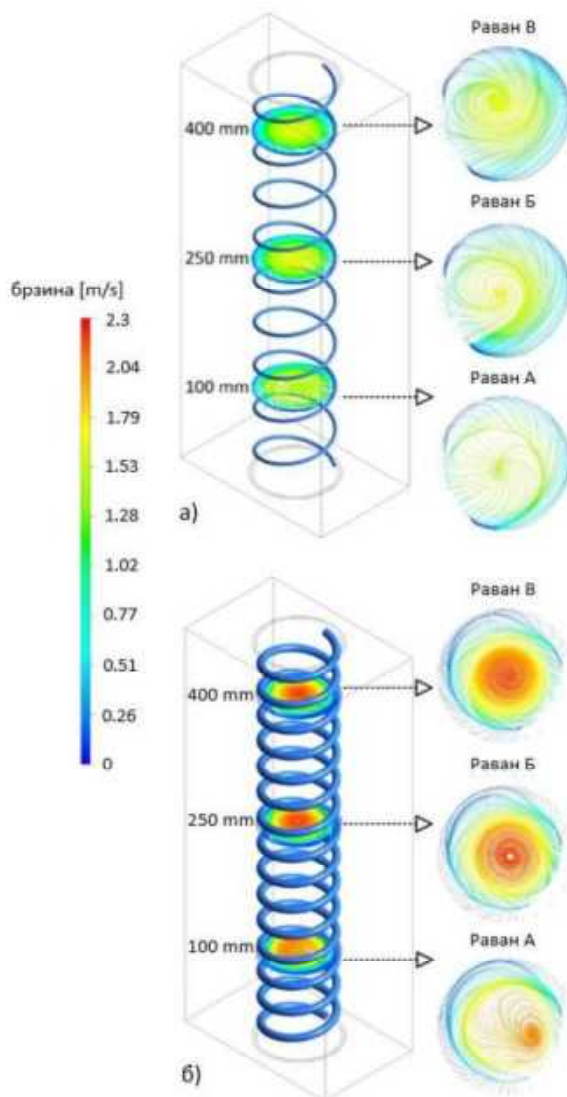 Раван В
400 mm
Раван Б
250 mm
брзина [m/s]
2.3
2.04
1.79
1.53
1.28
1.02
0.77
0.51
0.26
0
Раван А
100 mm
а)
Раван В
400 mm
Раван Б
250 mm
Раван А
100 mm
б)